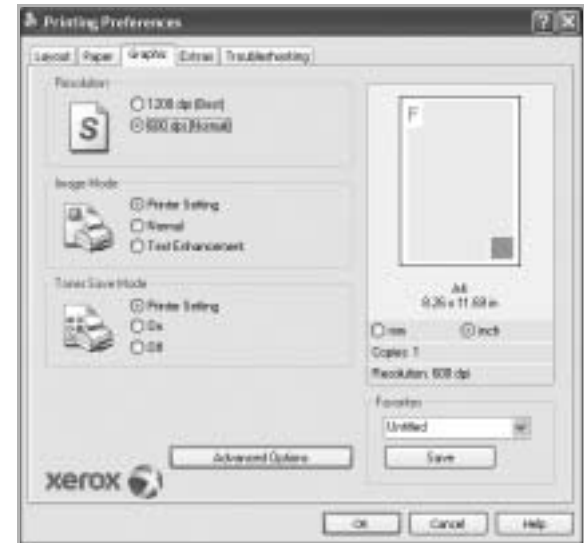 Printing Preferences
Layout Paper Graphic Extras Troubleshooting
Resolution
1200 dpi (Best)
600 dpi (Normal)
S
Image Mode
Printer Setting
Normal
Text Enhancement
Toner Save Mode
Printer Setting
On
Off
Advanced Options
xerox
F
A4
8.26 x 11.69 in
mm inch
Copies: 1
Resolution: 600 dpi
Favorites
Untitled
Save
OK Cancel Help